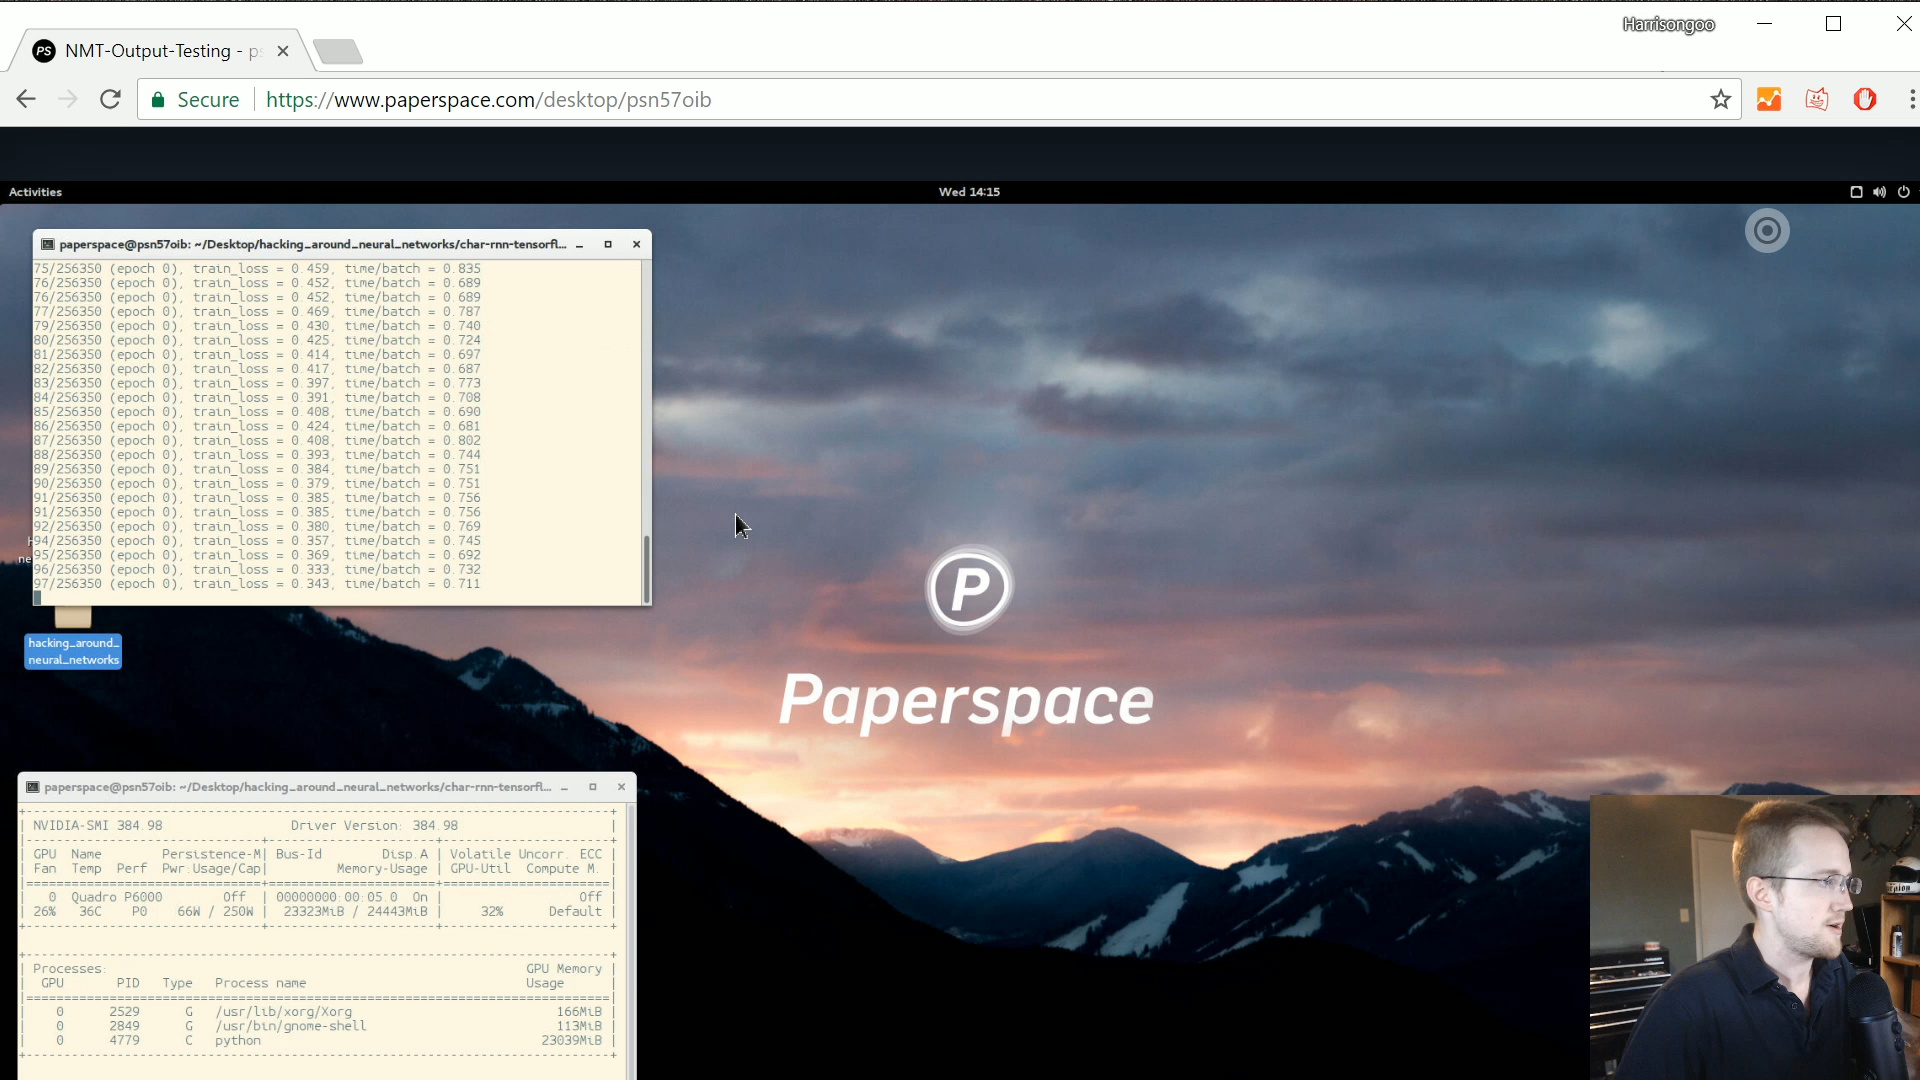 Harrisongoo
PS NMT-Output-Testing - ps
Secure https://www.paperspace.com/desktop/psn57oib
Activities Wed 14:15
paperspace@psn57oib: ~/Desktop/hacking_around_neural_networks/char-rnn-tensorfl...
75/256350 (epoch 0), train_loss = 0.459, time/batch = 0.835
76/256350 (epoch 0), train_loss = 0.452, time/batch = 0.689
76/256350 (epoch 0), train_loss = 0.452, time/batch = 0.689
77/256350 (epoch 0), train_loss = 0.469, time/batch = 0.787
79/256350 (epoch 0), train_loss = 0.430, time/batch = 0.740
80/256350 (epoch 0), train_loss = 0.425, time/batch = 0.724
81/256350 (epoch 0), train_loss = 0.414, time/batch = 0.697
82/256350 (epoch 0), train_loss = 0.417, time/batch = 0.687
83/256350 (epoch 0), train_loss = 0.397, time/batch = 0.773
84/256350 (epoch 0), train_loss = 0.391, time/batch = 0.708
85/256350 (epoch 0), train_loss = 0.408, time/batch = 0.690
86/256350 (epoch 0), train_loss = 0.424, time/batch = 0.681
87/256350 (epoch 0), train_loss = 0.408, time/batch = 0.802
88/256350 (epoch 0), train_loss = 0.393, time/batch = 0.744
89/256350 (epoch 0), train_loss = 0.384, time/batch = 0.751
90/256350 (epoch 0), train_loss = 0.379, time/batch = 0.751
91/256350 (epoch 0), train_loss = 0.385, time/batch = 0.756
91/256350 (epoch 0), train_loss = 0.385, time/batch = 0.756
92/256350 (epoch 0), train_loss = 0.380, time/batch = 0.769
94/256350 (epoch 0), train_loss = 0.357, time/batch = 0.745
95/256350 (epoch 0), train_loss = 0.369, time/batch = 0.692
96/256350 (epoch 0), train_loss = 0.333, time/batch = 0.732
97/256350 (epoch 0), train_loss = 0.343, time/batch = 0.711
hacking_around_
neural_networks
P
Paperspace
paperspace@psn57oib: ~/Desktop/hacking_around_neural_networks/char-rnn-tensorfl...
NVIDIA-SMI 384.98 Driver Version: 384.98
GPU Name Persistence-M| Bus-Id Disp.A | Volatile Uncorr. ECC |
Fan Temp Perf Pwr:Usage/Cap| Memory-Usage | GPU-Util Compute M. |
0 Quadro P6000 Off | 00000000:00:05.0 On | Off |
26% 36C P0 66W / 250W | 23323MiB / 24443MiB | 32% Default |
Processes: GPU Memory |
GPU PID Type Process name Usage |
0 2529 G /usr/lib/xorg/Xorg 166MiB |
0 2849 G /usr/bin/gnome-shell 113MiB |
0 4779 C python 23039MiB |